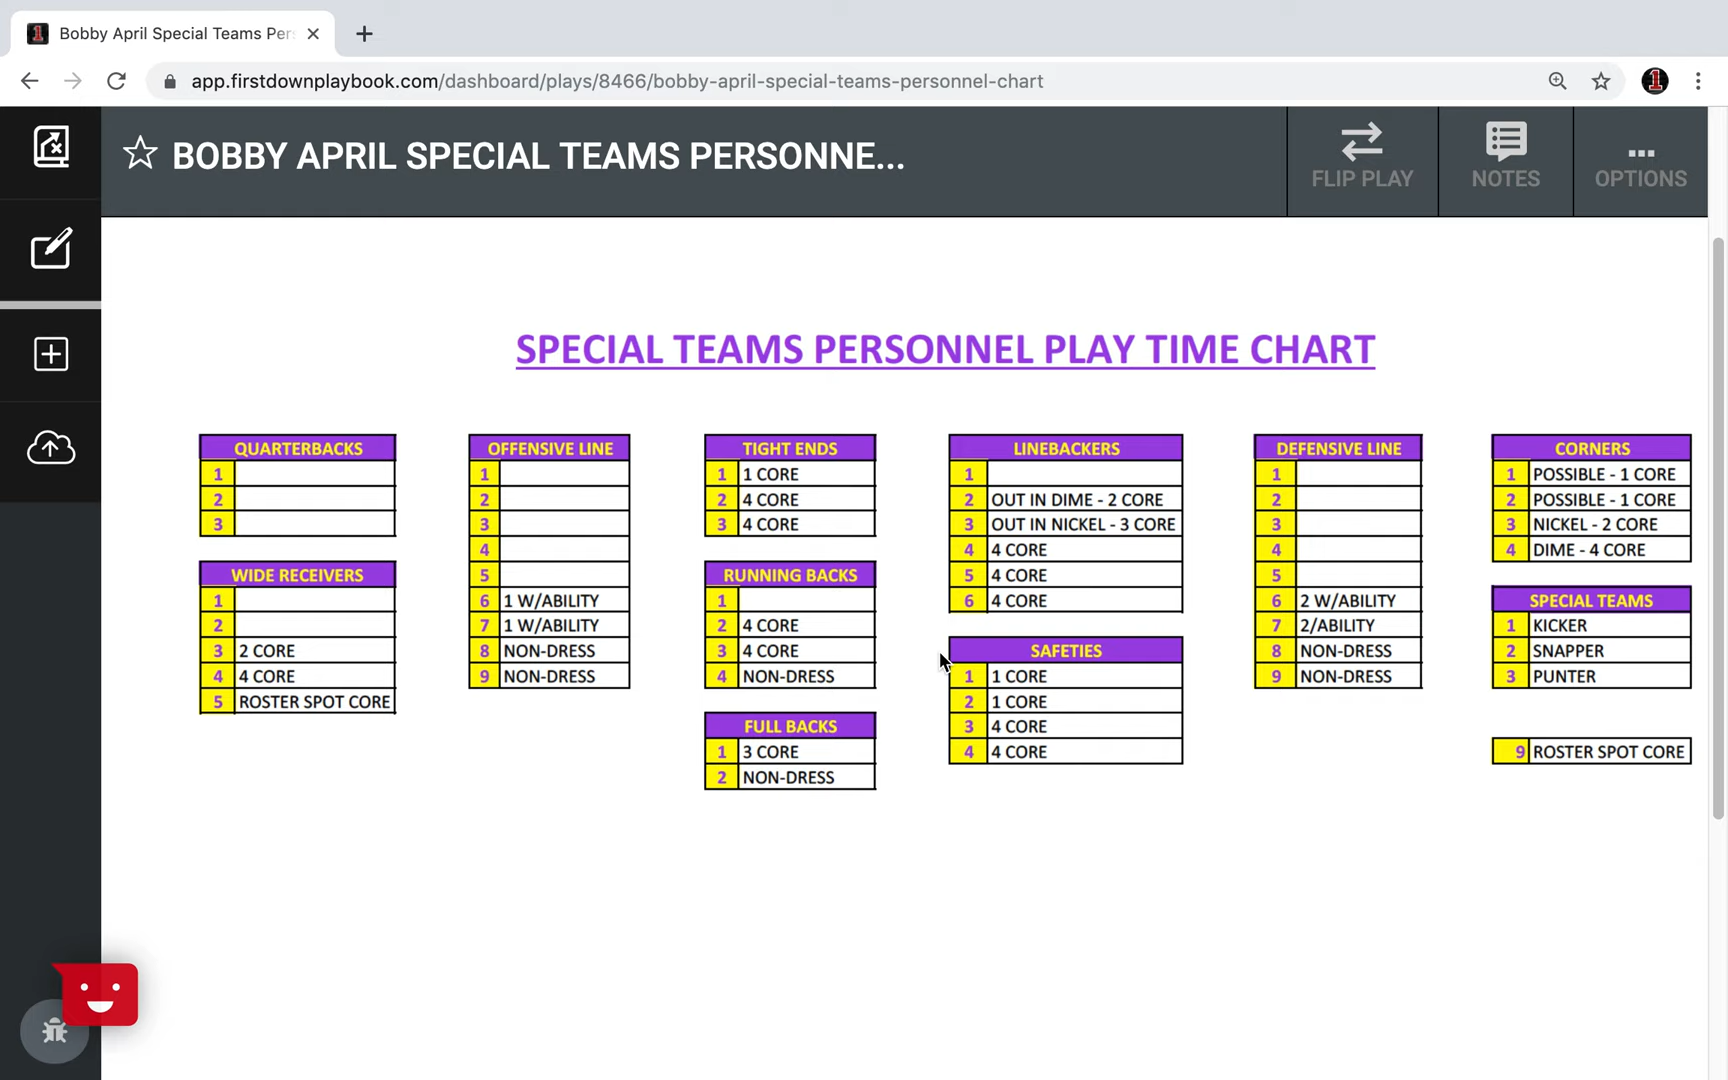 Bobby April Special Teams Per
app.firstdownplaybook.com/dashboard/plays/8466/bobby-april-special-teams-personnel-chart
BOBBY APRIL SPECIAL TEAMS PERSONNE...
FLIP PLAY
NOTES
OPTIONS
SPECIAL TEAMS PERSONNEL PLAY TIME CHART
QUARTERBACKS
1
2
3
WIDE RECEIVERS
1
2
3 2 CORE
4 4 CORE
5 ROSTER SPOT CORE
OFFENSIVE LINE
1
2
3
4
5
6 1 W/ABILITY
7 1 W/ABILITY
8 NON-DRESS
9 NON-DRESS
TIGHT ENDS
1 1 CORE
2 4 CORE
3 4 CORE
RUNNING BACKS
1
2 4 CORE
3 4 CORE
4 NON-DRESS
FULL BACKS
1 3 CORE
2 NON-DRESS
LINEBACKERS
1
2 OUT IN DIME - 2 CORE
3 OUT IN NICKEL - 3 CORE
4 4 CORE
5 4 CORE
6 4 CORE
SAFETIES
1 1 CORE
2 1 CORE
3 4 CORE
4 4 CORE
DEFENSIVE LINE
1
2
3
4
5
6 2 W/ABILITY
7 2/ABILITY
8 NON-DRESS
9 NON-DRESS
CORNERS
1 POSSIBLE - 1 CORE
2 POSSIBLE - 1 CORE
3 NICKEL - 2 CORE
4 DIME - 4 CORE
SPECIAL TEAMS
1 KICKER
2 SNAPPER
3 PUNTER
9 ROSTER SPOT CORE